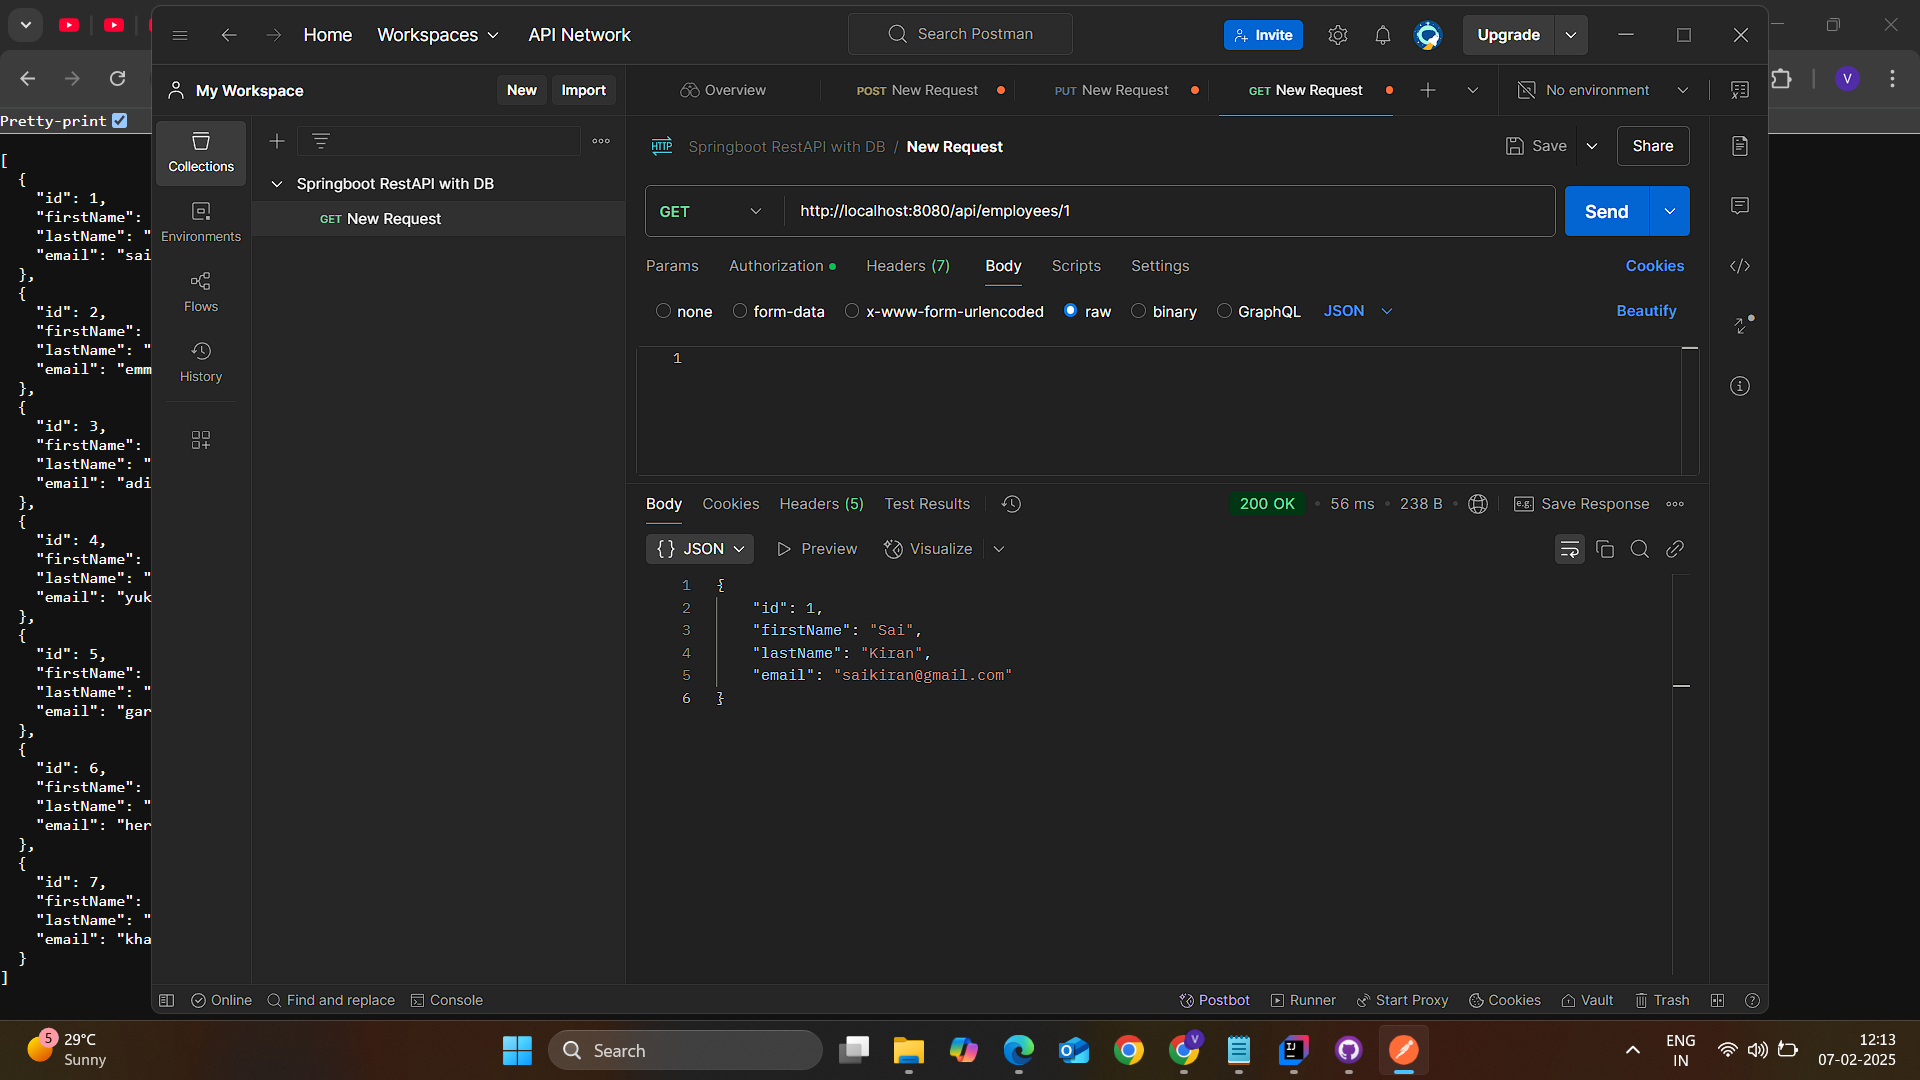 Home
Workspaces
API Network
Search Postman
Invite
Upgrade
My Workspace
New
Import
Overview
POST New Request
PUT New Request
GET New Request
No environment
V
Pretty-print
[
{
"id": 1,
"firstName":
"lastName": "
"email": "sai
},
{
"id": 2,
"firstName":
"lastName": "
"email": "emm
},
{
"id": 3,
"firstName":
"lastName": "
"email": "adi
},
{
"id": 4,
"firstName":
"lastName": "
"email": "yuk
},
{
"id": 5,
"firstName":
"lastName": "
"email": "gar
},
{
"id": 6,
"firstName":
"lastName": "
"email": "her
},
{
"id": 7,
"firstName":
"lastName": "
"email": "kha
}
]
Collections
Environments
Flows
History
Springboot RestAPI with DB
GET New Request
HTTP Springboot RestAPI with DB / New Request
Save
Share
GET
http://localhost:8080/api/employees/1
Send
Params
Authorization
Headers (7)
Body
Scripts
Settings
Cookies
none
form-data
x-www-form-urlencoded
raw
binary
GraphQL
JSON
Beautify
1
Body
Cookies
Headers (5)
Test Results
200 OK
56 ms
238 B
e.g. Save Response
{} JSON
Preview
Visualize
1 {
2 "id": 1,
3 "firstName": "Sai",
4 "lastName": "Kiran",
5 "email": "saikiran@gmail.com"
6 }
Online
Find and replace
Console
Postbot
Runner
Start Proxy
Cookies
Vault
Trash
5
29°C
Sunny
Search
V
ENG
IN
12:13
07-02-2025